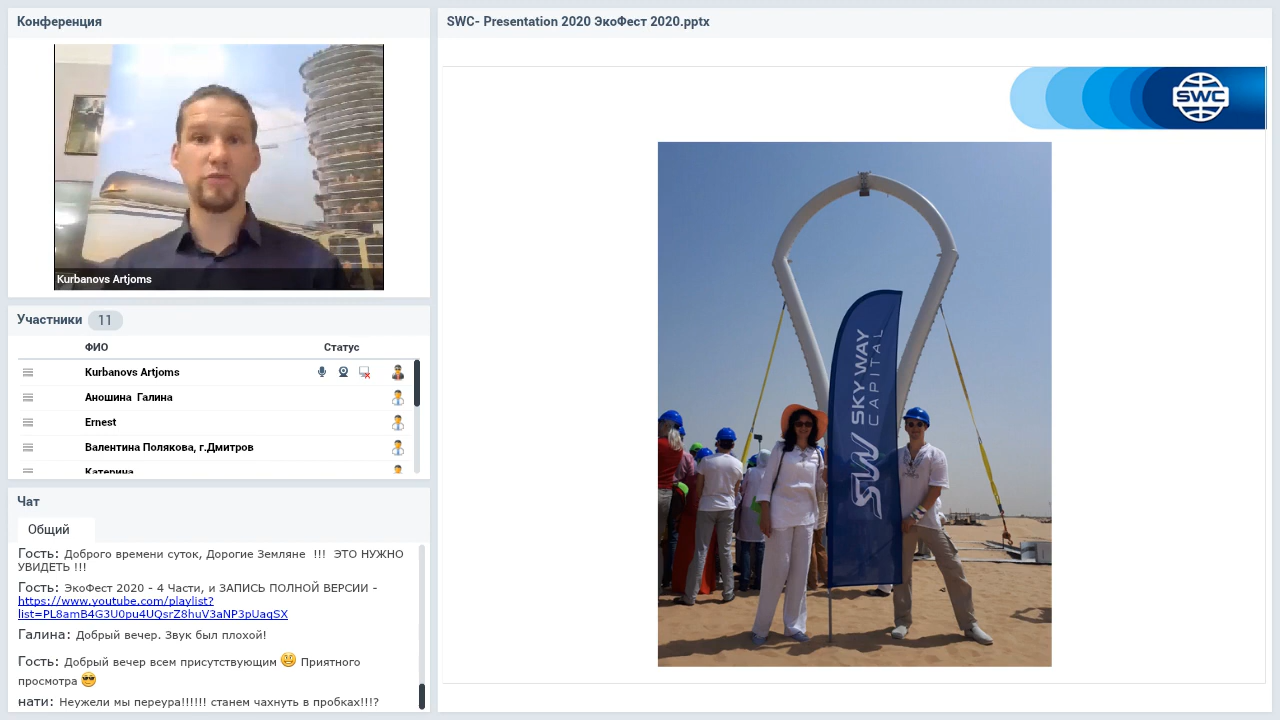 Конференция
Kurbanovs Artjoms
Участники 11
ФИО Статус
Kurbanovs Artjoms
Аношина Галина
Ernest
Валентина Полякова, г.Дмитров
Катерина
Чат
Общий
Гость: Доброго времени суток, Дорогие Земляне !!! ЭТО НУЖНО
УВИДЕТЬ !!!
Гость: ЭкоФест 2020 - 4 Части, и ЗАПИСЬ ПОЛНОЙ ВЕРСИИ -
https://www.youtube.com/playlist?
list=PL8amB4G3U0pu4UQsrZ8huV3aNP3pUaqSX
Галина: Добрый вечер. Звук был плохой!
Гость: Добрый вечер всем присутствующим Приятного
просмотра
нати: Неужели мы переура!!!!!! станем чахнуть в пробках!!!?
SWC- Presentation 2020 ЭкоФест 2020.pptx
SWC
SW SKY WAY
CAPITAL